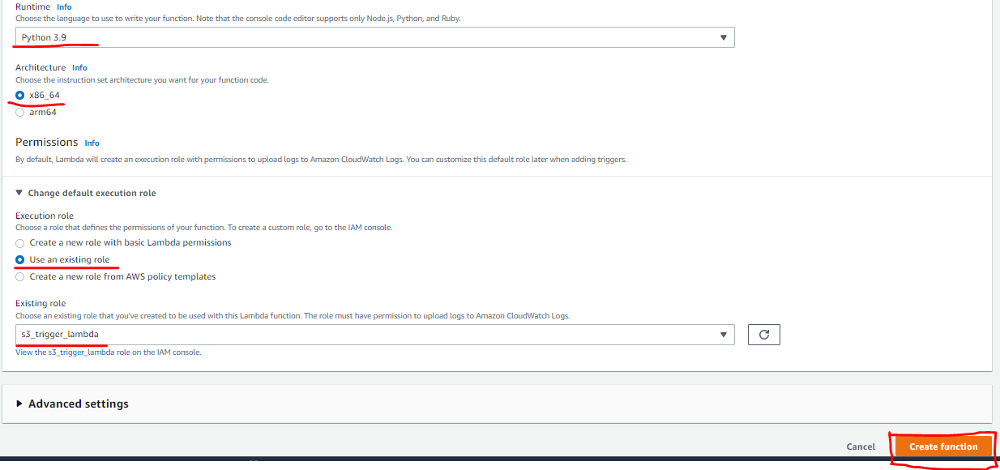 Runtime Info
Choose the language to use to write your function. Note that the console code editor supports only Node.js, Python, and Ruby.
Python 3.9
Architecture Info
Choose the instruction set architecture you want for your function code.
x86_64
arm64
Permissions Info
By default, Lambda will create an execution role with permissions to upload logs to Amazon CloudWatch Logs. You can customize this default role later when adding triggers.
Change default execution role
Execution role
Choose a role that defines the permissions of your function. To create a custom role, go to the IAM console.
Create a new role with basic Lambda permissions
Use an existing role
Create a new role from AWS policy templates
Existing role
Choose an existing role that you've created to be used with this Lambda function. The role must have permission to upload logs to Amazon CloudWatch Logs.
s3_trigger_lambda
View the s3_trigger_lambda role on the IAM console.
Advanced settings
Cancel Create function